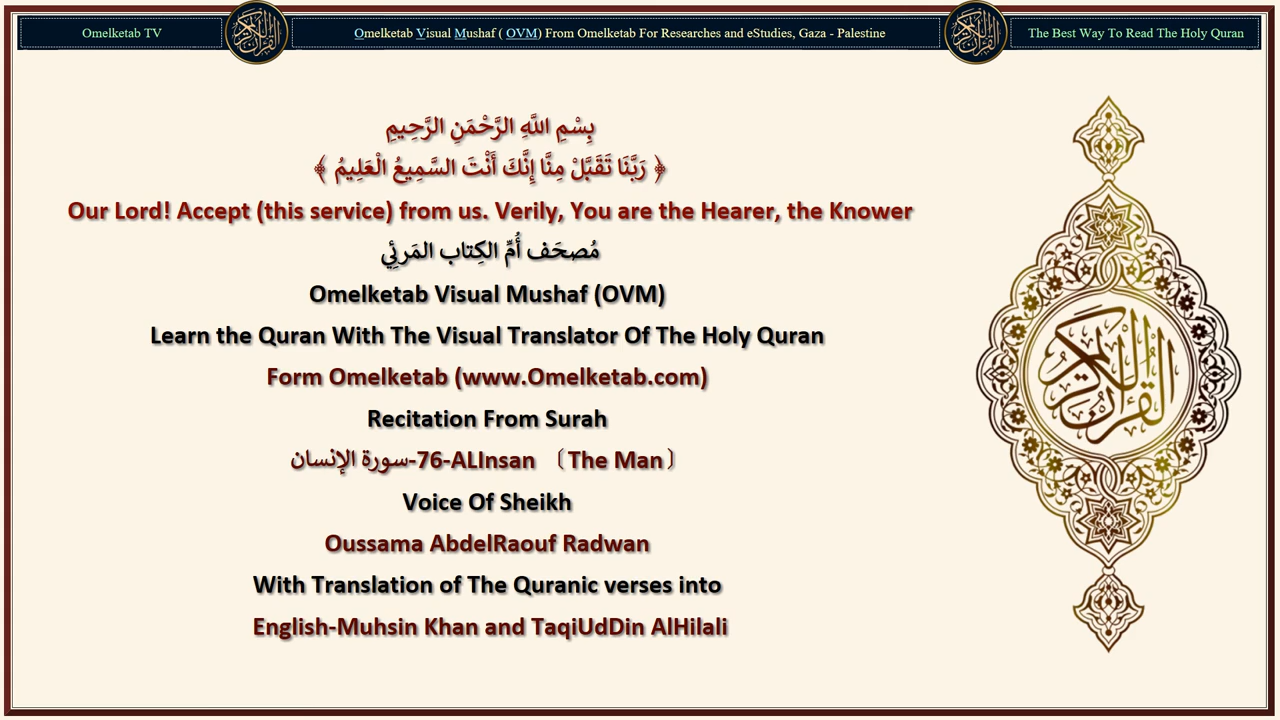 Omelketab TV
Omelketab Visual Mushaf ( OVM) From Omelketab For Researches and eStudies, Gaza - Palestine
The Best Way To Read The Holy Quran
بِسْمِ اللَّهِ الرَّحْمَنِ الرَّحِيمِ
﴿ رَبَّنَا تَقَبَّلْ مِنَّا إِنَّكَ أَنْتَ السَّمِيعُ الْعَلِيمُ ﴾
Our Lord! Accept (this service) from us. Verily, You are the Hearer, the Knower
مُصحَف أُمِّ الكِتاب المَرئِي
Omelketab Visual Mushaf (OVM)
Learn the Quran With The Visual Translator Of The Holy Quran
Form Omelketab (www.Omelketab.com)
Recitation From Surah
سورة الإنسان-76-ALInsan 〔The Man〕
Voice Of Sheikh
Oussama AbdelRaouf Radwan
With Translation of The Quranic verses into
English-Muhsin Khan and TaqiUdDin AlHilali
القرآن الكريم